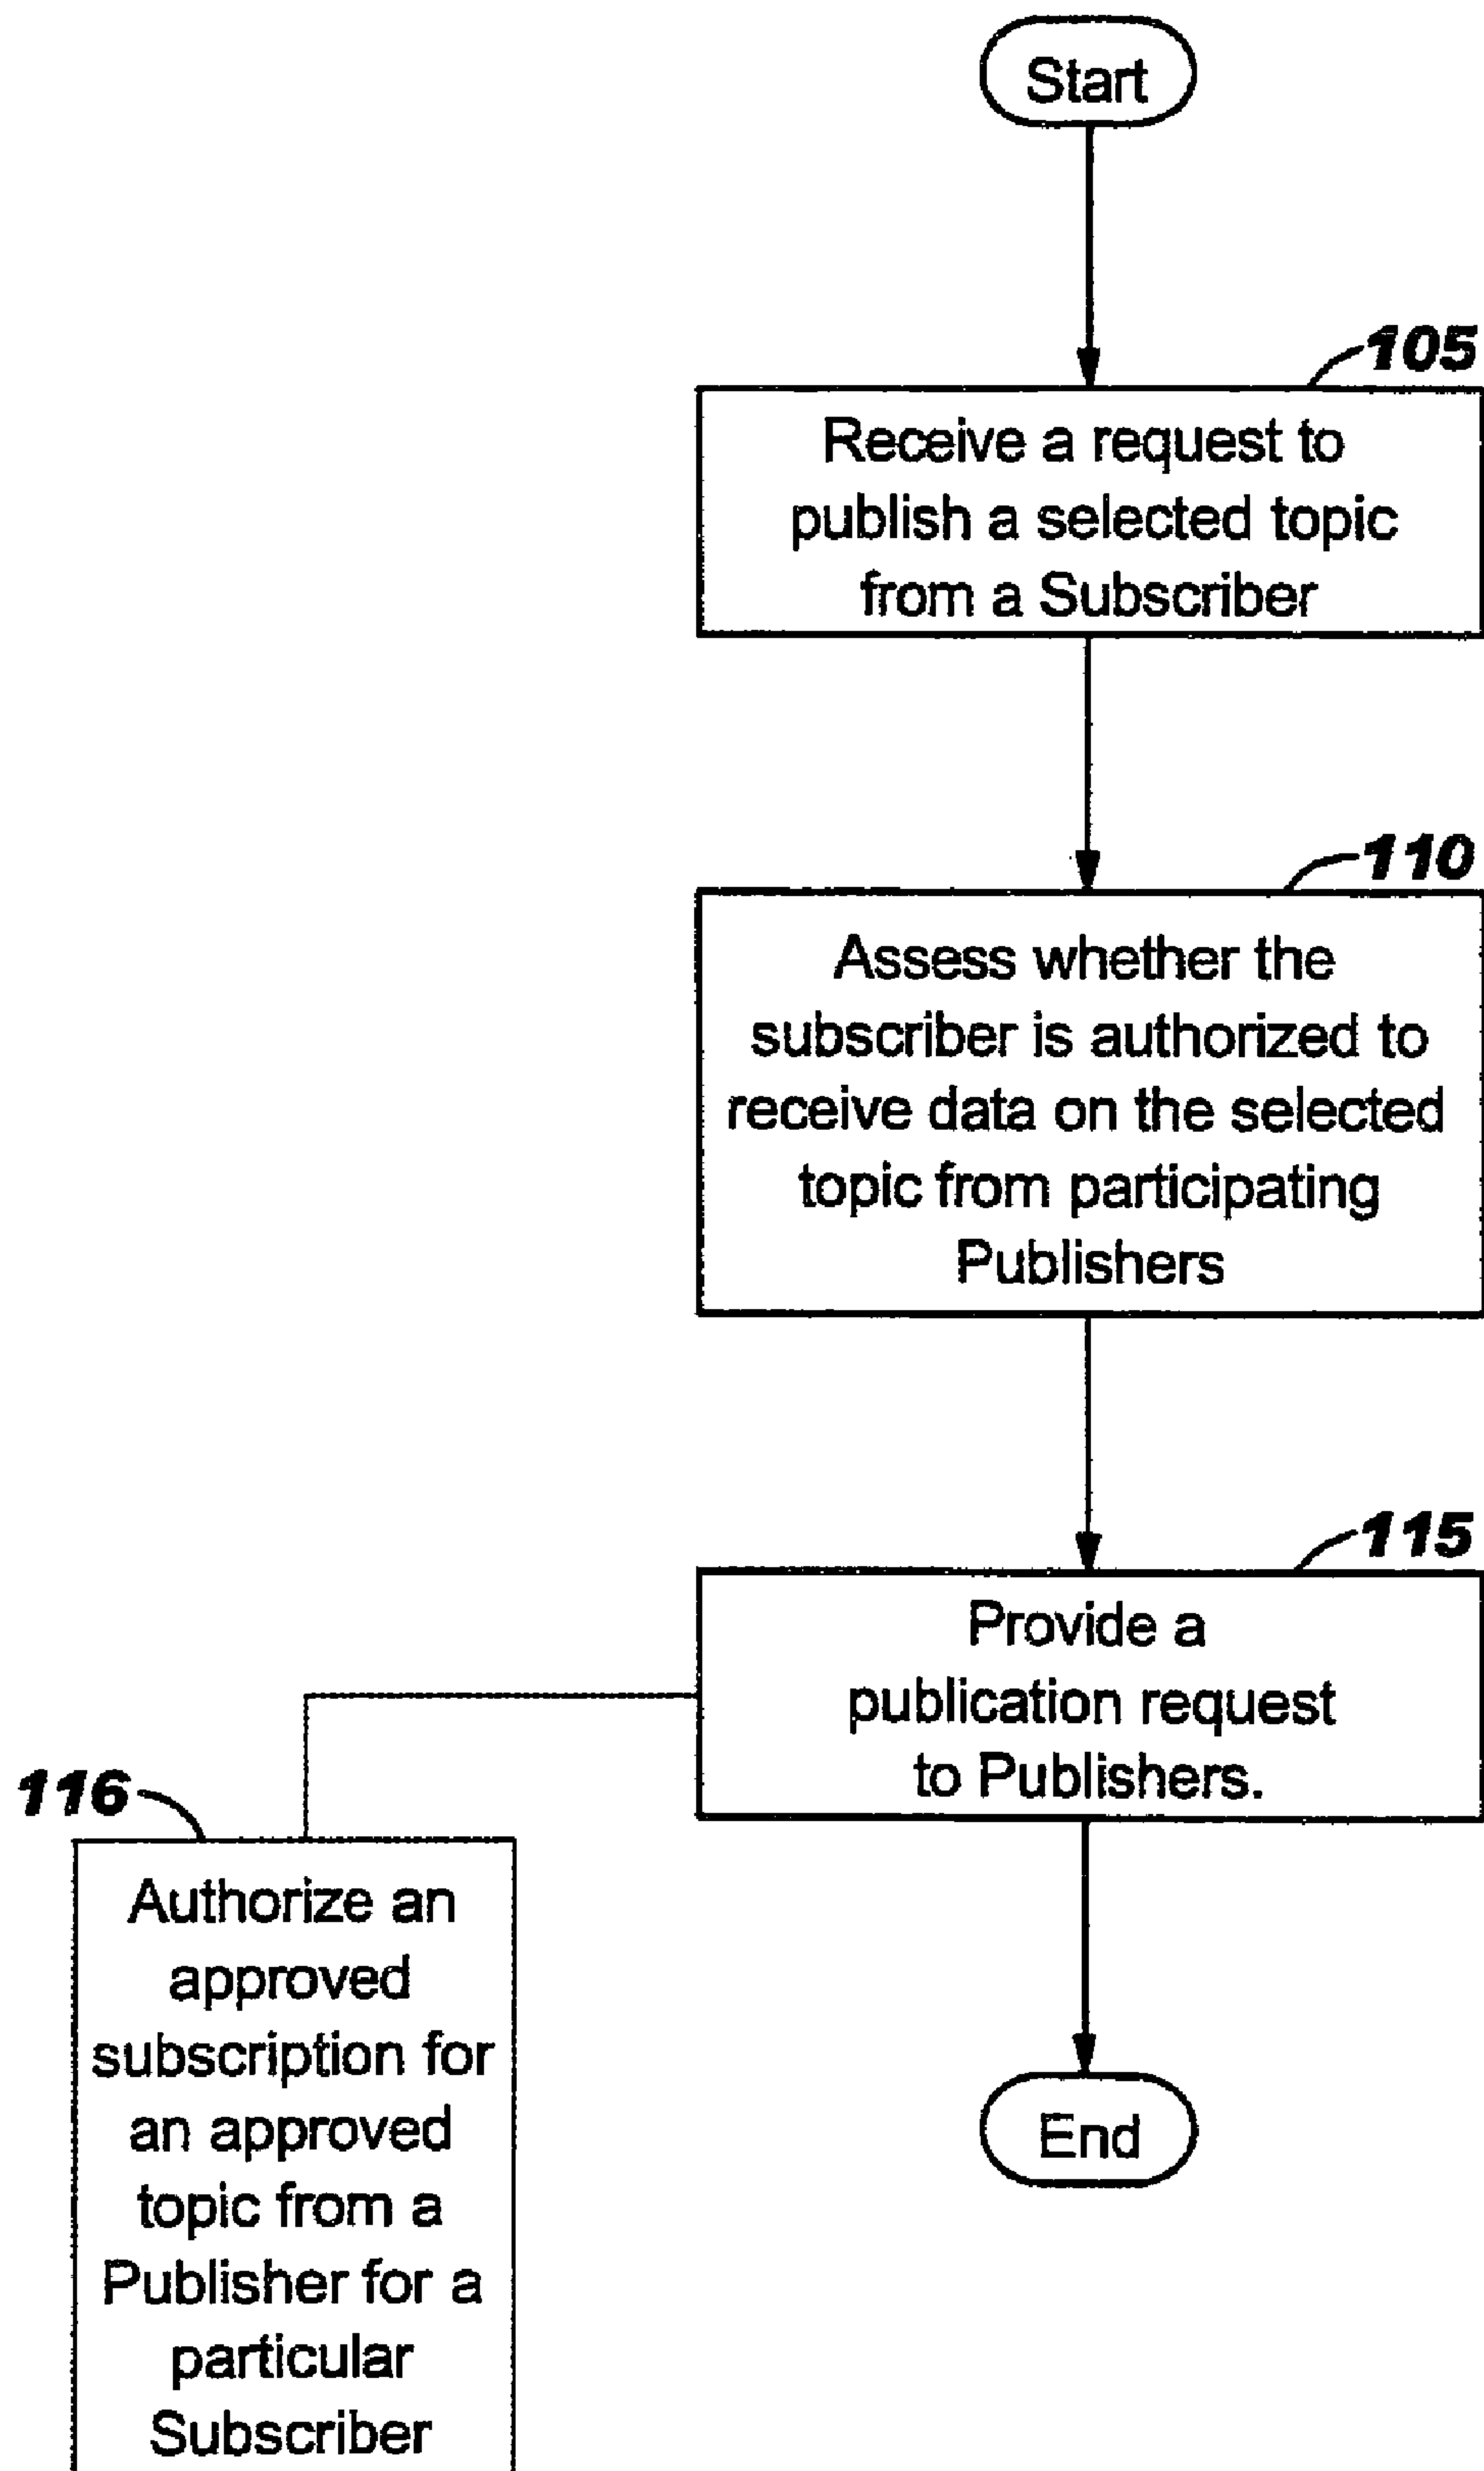 Start
105
Receive a request to
publish a selected topic
from a Subscriber
110
Assess whether the
subscriber is authorized to
receive data on the selected
topic from participating
Publishers
115
Provide a
publication request
to Publishers.
116
Authorize an
approved
subscription for
an approved
topic from a
Publisher for a
particular
Subscriber
End